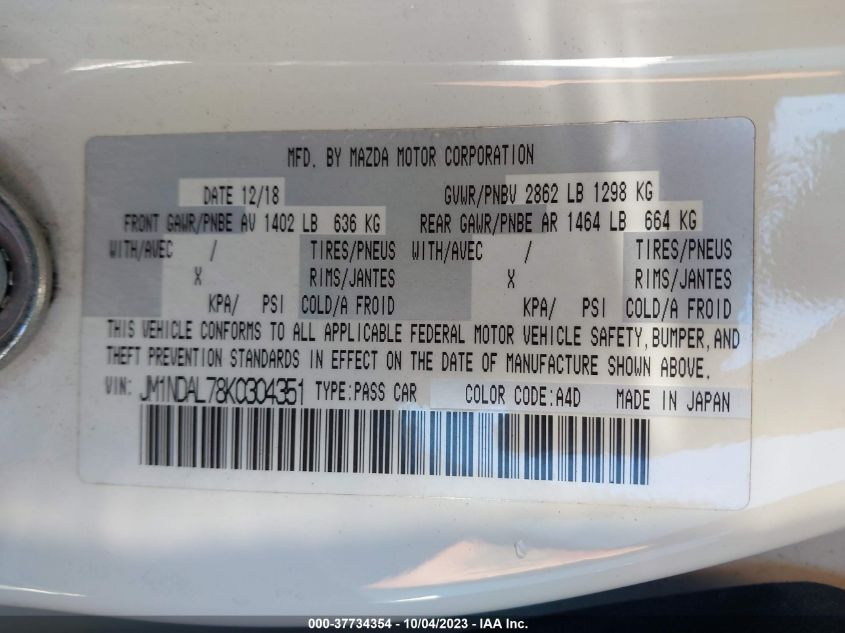 MFD. BY MAZDA MOTOR CORPORATION
DATE 12/18 GVWR/PNBV 2862 LB 1298 KG
FRONT GAWR/PNBE AV 1402 LB 636 KG REAR GAWR/PNBE AR 1464 LB 664 KG
WITH/AVEC / TIRES/PNEUS WITH/AVEC / TIRES/PNEUS
X RIMS/JANTES X RIMS/JANTES
KPA/ PSI COLD/A FROID KPA/ PSI COLD/A FROID
THIS VEHICLE CONFORMS TO ALL APPLICABLE FEDERAL MOTOR VEHICLE SAFETY, BUMPER, AND
THEFT PREVENTION STANDARDS IN EFFECT ON THE DATE OF MANUFACTURE SHOWN ABOVE.
VIN: JM1NDAL78K0304351 TYPE:PASS CAR COLOR CODE:A4D MADE IN JAPAN
000-37734354 - 10/04/2023 - IAA Inc.